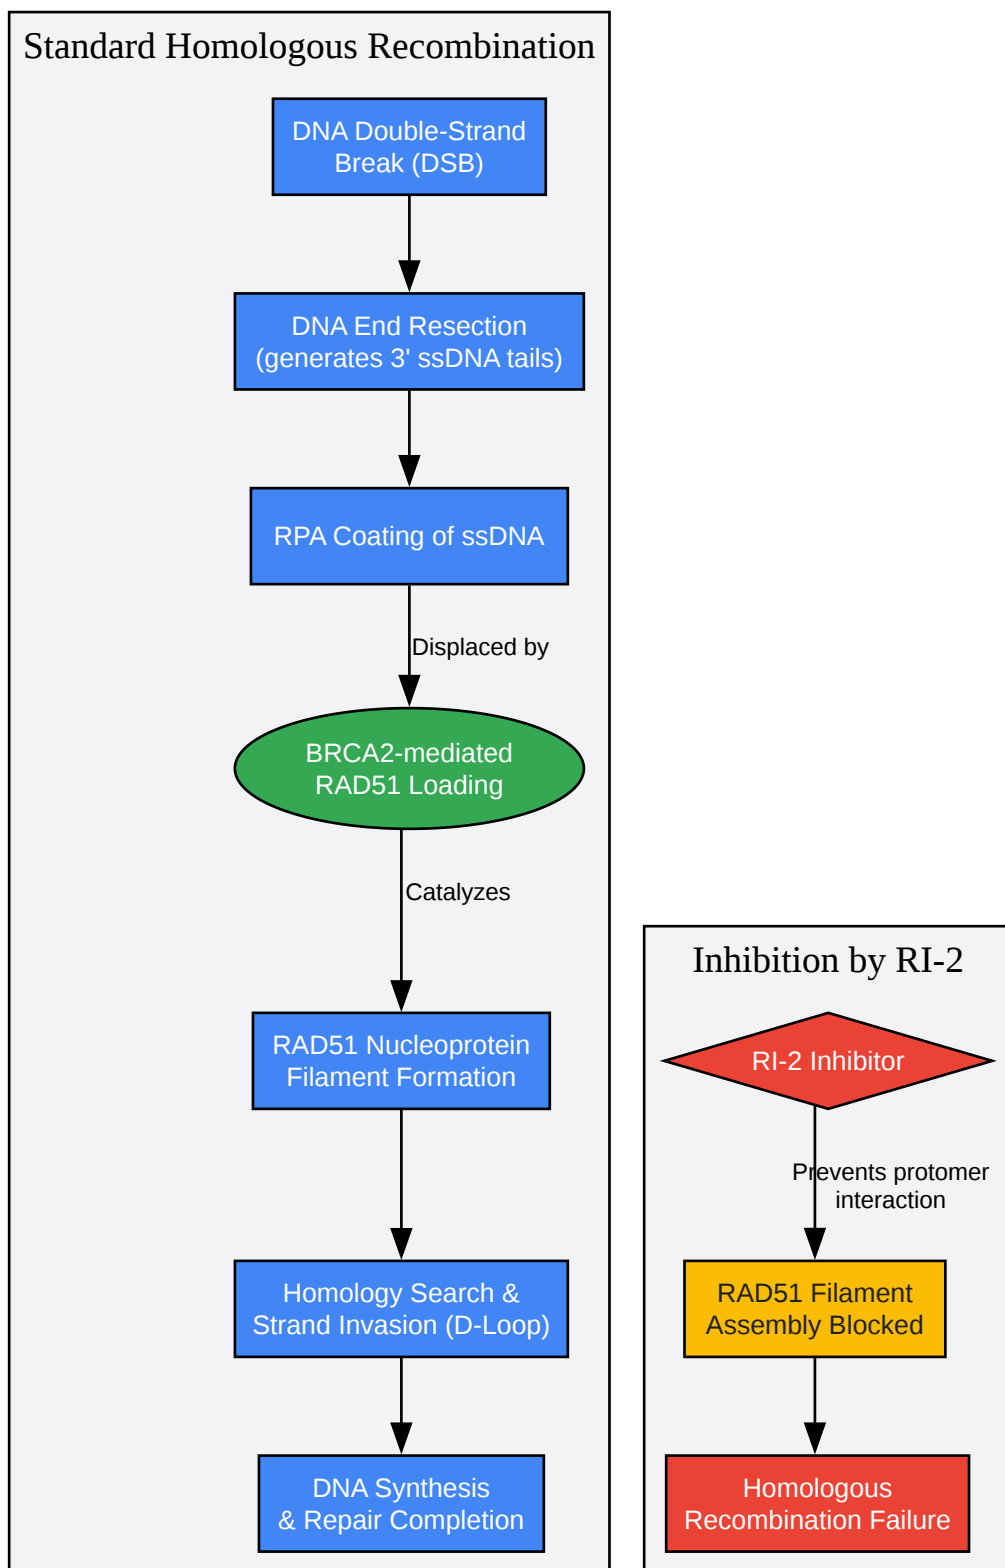 Standard Homologous Recombination
DNA Double-Strand
Break (DSB)
DNA End Resection
(generates 3' ssDNA tails)
RPA Coating of ssDNA
Displaced by
BRCA2-mediated
RAD51 Loading
Catalyzes
RAD51 Nucleoprotein
Filament Formation
Homology Search &
Strand Invasion (D-Loop)
DNA Synthesis
& Repair Completion
Inhibition by RI-2
RI-2 Inhibitor
Prevents protomer
interaction
RAD51 Filament
Assembly Blocked
Homologous
Recombination Failure